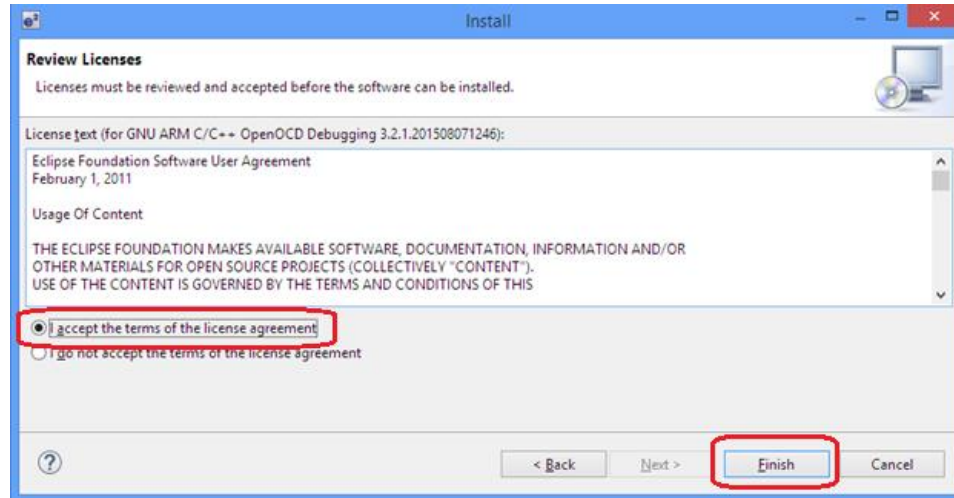 e²
Install
Review Licenses
Licenses must be reviewed and accepted before the software can be installed.
License text (for GNU ARM C/C++ OpenOCD Debugging 3.2.1.201508071246):
Eclipse Foundation Software User Agreement
February 1, 2011
Usage Of Content
THE ECLIPSE FOUNDATION MAKES AVAILABLE SOFTWARE, DOCUMENTATION, INFORMATION AND/OR
OTHER MATERIALS FOR OPEN SOURCE PROJECTS (COLLECTIVELY "CONTENT").
USE OF THE CONTENT IS GOVERNED BY THE TERMS AND CONDITIONS OF THIS
I accept the terms of the license agreement
I do not accept the terms of the license agreement
? < Back Next > Finish Cancel